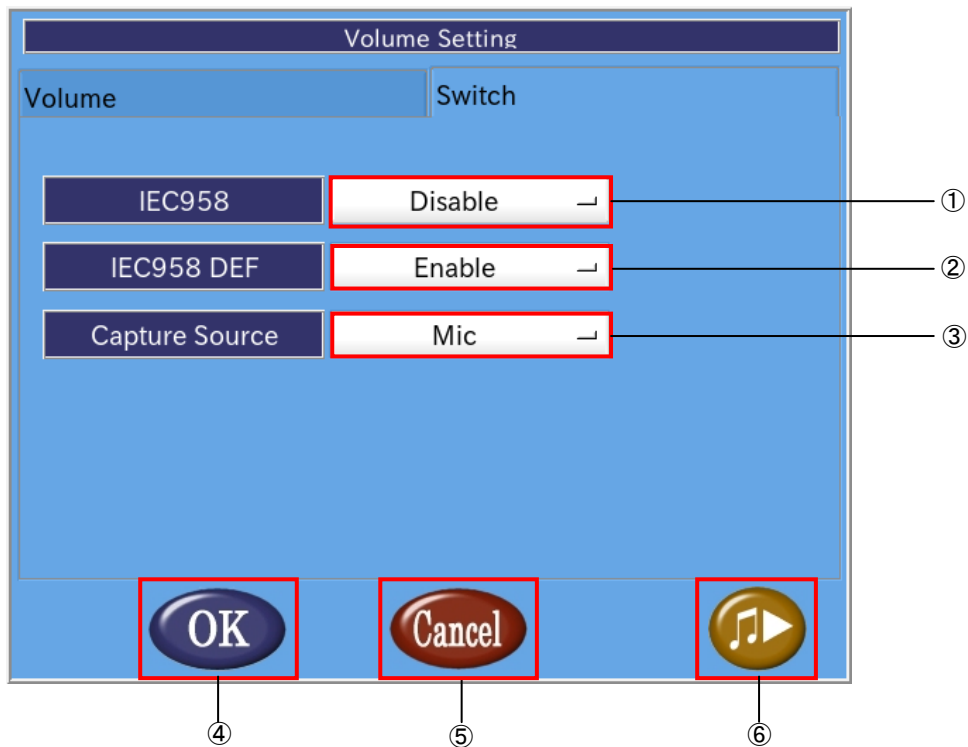 Volume Setting
Volume
Switch
IEC958
Disable
①
IEC958 DEF
Enable
②
Capture Source
Mic
③
OK
Cancel
④
⑤
⑥